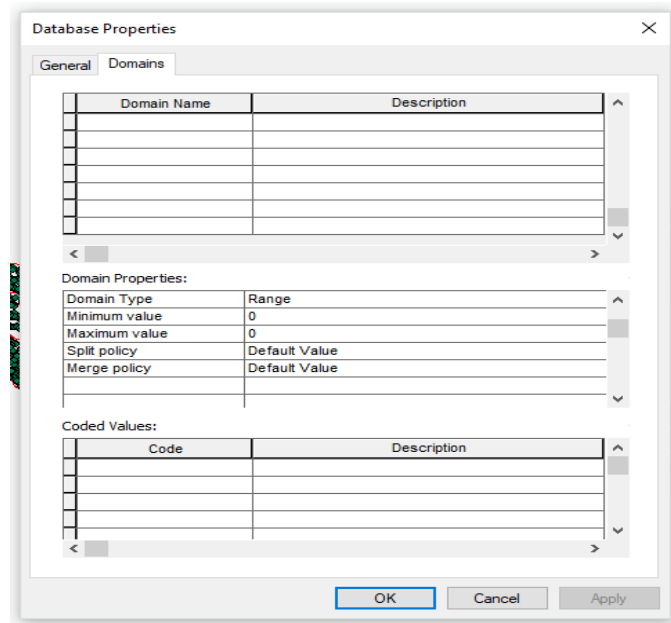 Database Properties
General Domains
Domain Name Description
Domain Properties:
Domain Type Range
Minimum value 0
Maximum value 0
Split policy Default Value
Merge policy Default Value
Coded Values:
Code Description
OK Cancel Apply